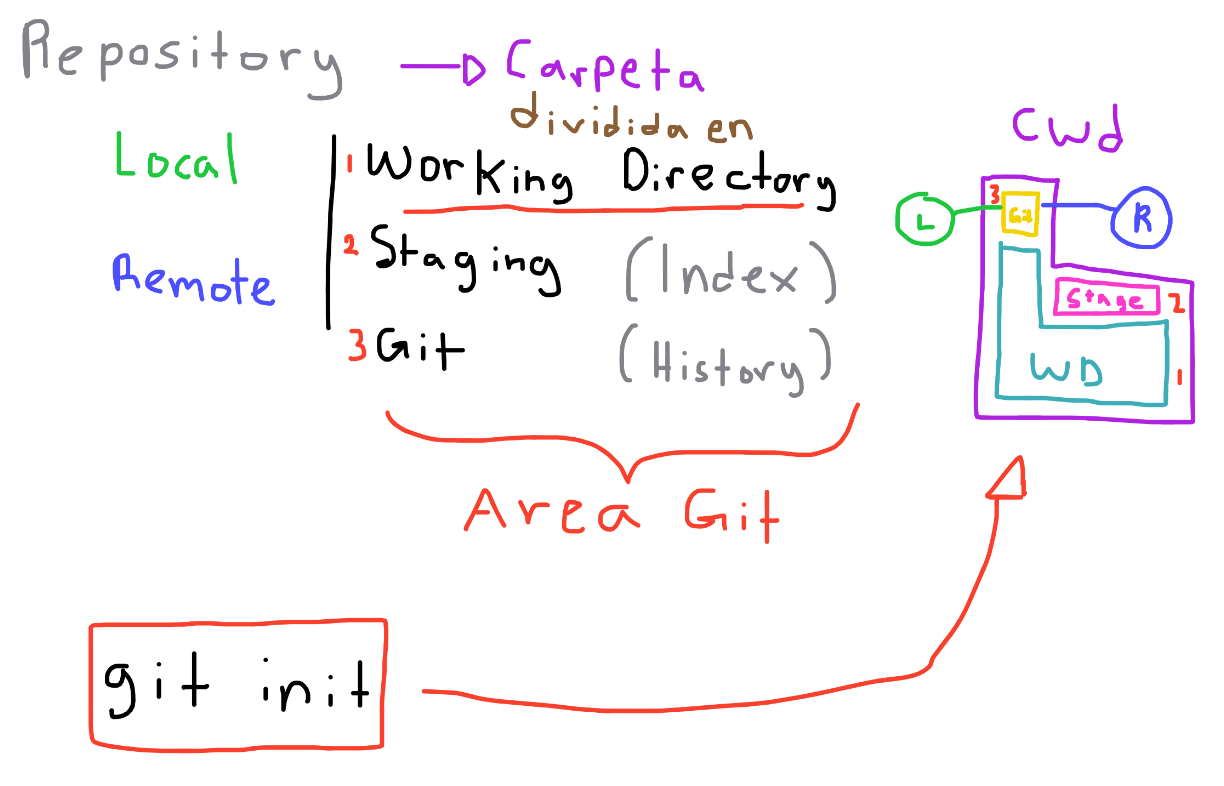 Repository
Carpeta
dividida en
Local
Remote
1 Working Directory
2 Staging (Index)
3 Git (History)
Area Git
cwd
3 Git
L
R
Stage 2
WD 1
git init